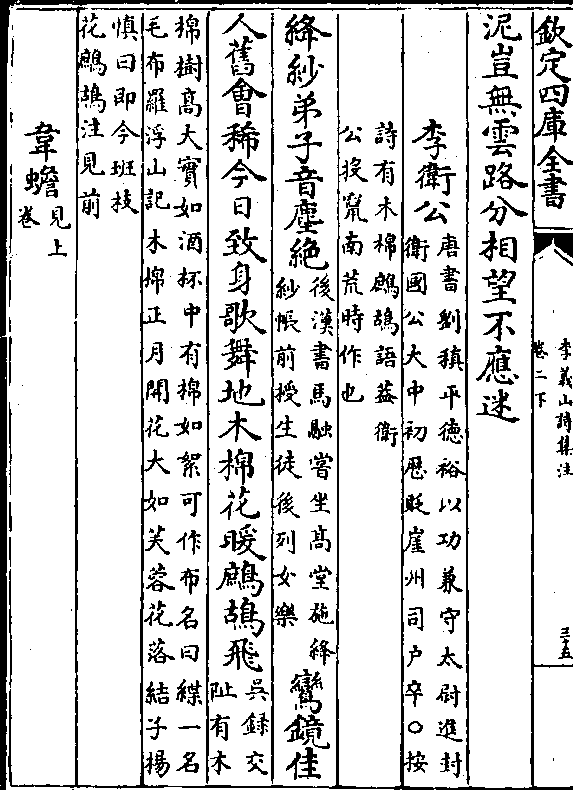 欽定四庫全書
李義山詩集注
卷二下
三五
泥豈無雲路分相望不應迷
李衛公
唐書劉稹平德裕以功兼守太尉進封
衛國公大中初歴貶崖州司户卒○按
詩有木棉鷓鴣語蓋衛
公投竄南荒時作也
絳紗弟子音塵絶
後漢書馬融嘗坐髙堂施絳
紗帳前授生徒後列女樂
鸞鏡佳
人舊會稀今日致身歌舞地木棉花暖鷓鴣飛
吳録交
阯有木
棉樹髙大實如酒杯中有棉如絮可作布名曰緤一名
毛布羅浮山記木棉正月開花大如芙蓉花落結子楊
慎曰即今班枝
花鷓鴣注見前
韋蟾
見上
卷